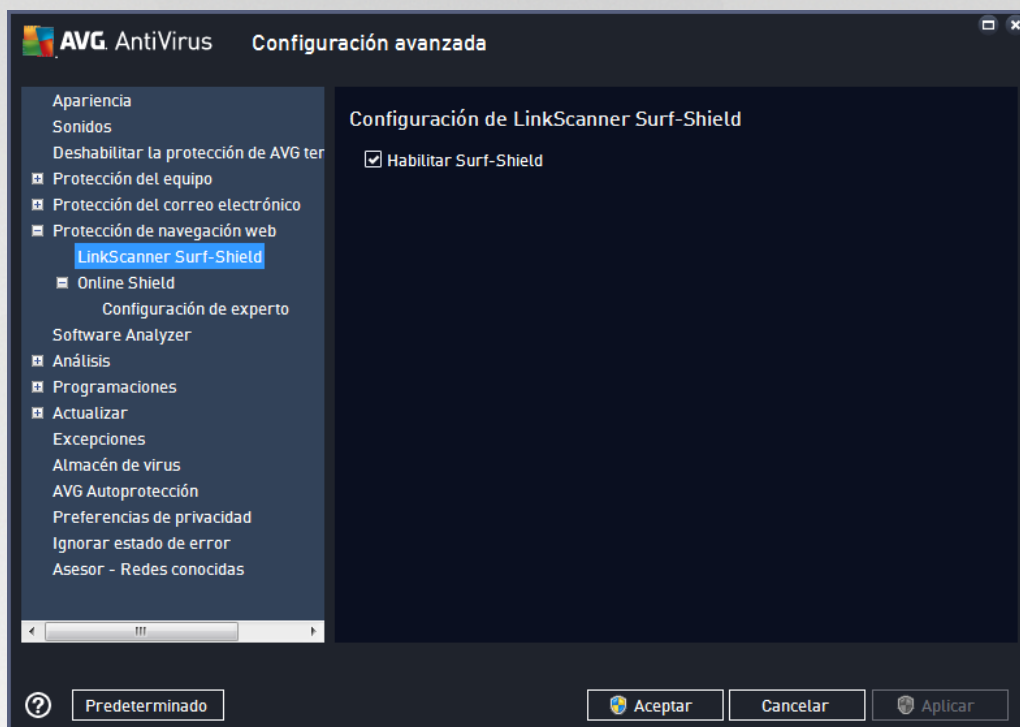 AVG. AntiVirus Configuración avanzada
Apariencia
Sonidos
Deshabilitar la protección de AVG ter
Protección del equipo
Protección del correo electrónico
Protección de navegación web
LinkScanner Surf-Shield
Online Shield
Configuración de experto
Software Analyzer
Análisis
Programaciones
Actualizar
Excepciones
Almacén de virus
AVG Autoprotección
Preferencias de privacidad
Ignorar estado de error
Asesor - Redes conocidas
Configuración de LinkScanner Surf-Shield
Habilitar Surf-Shield
Predeterminado
Aceptar
Cancelar
Aplicar